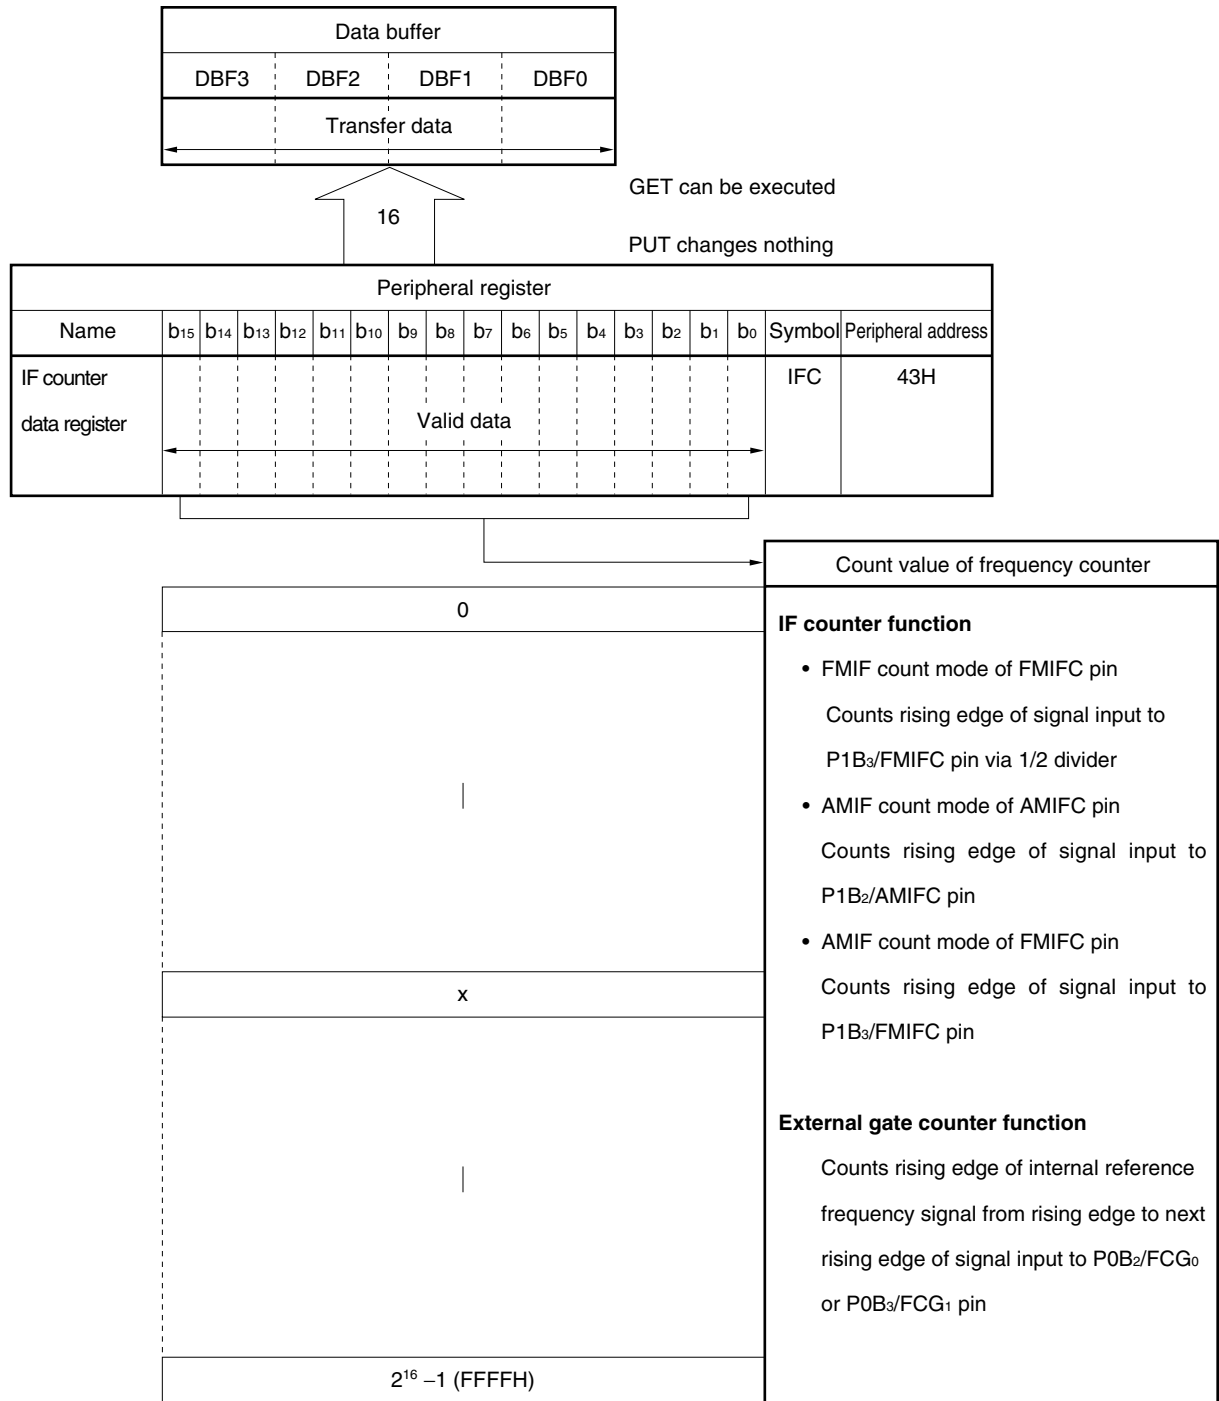 Data buffer
DBF3 DBF2 DBF1 DBF0
Transfer data
16
GET can be executed
PUT changes nothing
Peripheral register
Name b15 b14 b13 b12 b11 b10 b9 b8 b7 b6 b5 b4 b3 b2 b1 b0 Symbol Peripheral address
IF counter
data register
Valid data
IFC
43H
Count value of frequency counter
0
x
2^16 –1 (FFFFH)
IF counter function
• FMIF count mode of FMIFC pin
Counts rising edge of signal input to
P1B3/FMIFC pin via 1/2 divider
• AMIF count mode of AMIFC pin
Counts rising edge of signal input to
P1B2/AMIFC pin
• AMIF count mode of FMIFC pin
Counts rising edge of signal input to
P1B3/FMIFC pin
External gate counter function
Counts rising edge of internal reference
frequency signal from rising edge to next
rising edge of signal input to P0B2/FCG0
or P0B3/FCG1 pin